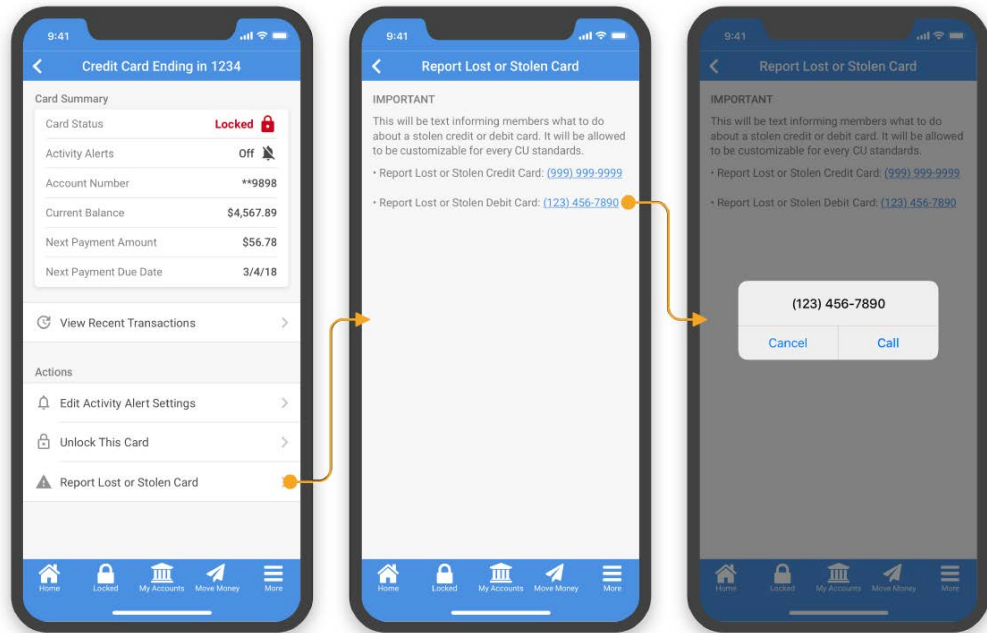 9:41
Credit Card Ending in 1234
Card Summary
Card Status Locked
Activity Alerts Off
Account Number **9898
Current Balance $4,567.89
Next Payment Amount $56.78
Next Payment Due Date 3/4/18
View Recent Transactions
Actions
Edit Activity Alert Settings
Unlock This Card
Report Lost or Stolen Card
Home Locked My Accounts Move Money More
9:41
Report Lost or Stolen Card
IMPORTANT
This will be text informing members what to do
about a stolen credit or debit card. It will be allowed
to be customizable for every CU standards.
• Report Lost or Stolen Credit Card: (999) 999-9999
• Report Lost or Stolen Debit Card: (123) 456-7890
Home Locked My Accounts Move Money More
9:41
Report Lost or Stolen Card
IMPORTANT
This will be text informing members what to do
about a stolen credit or debit card. It will be allowed
to be customizable for every CU standards.
• Report Lost or Stolen Credit Card: (999) 999-9999
• Report Lost or Stolen Debit Card: (123) 456-7890
(123) 456-7890
Cancel Call
Home Locked My Accounts Move Money More